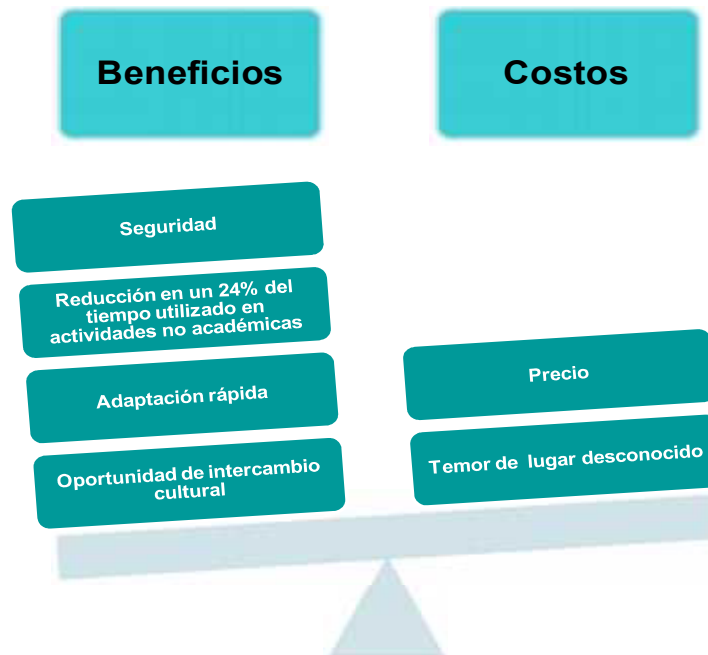 Beneficios
Costos
Seguridad
Reducción en un 24% del
tiempo utilizado en
actividades no académicas
Adaptación rápida
Oportunidad de intercambio
cultural
Precio
Temor de lugar desconocido